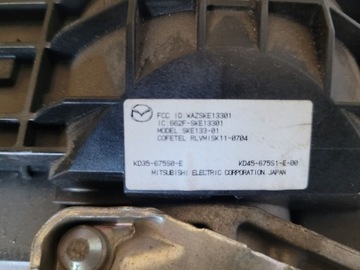 FCC ID WAZSKE13301
IC 662F-SKE13301
MODEL SKE133-01
COFETEL RLVMISK11-0704
KD35-675S0-E KD45-675S1-E-00
MITSUBISHI ELECTRIC CORPORATION JAPAN